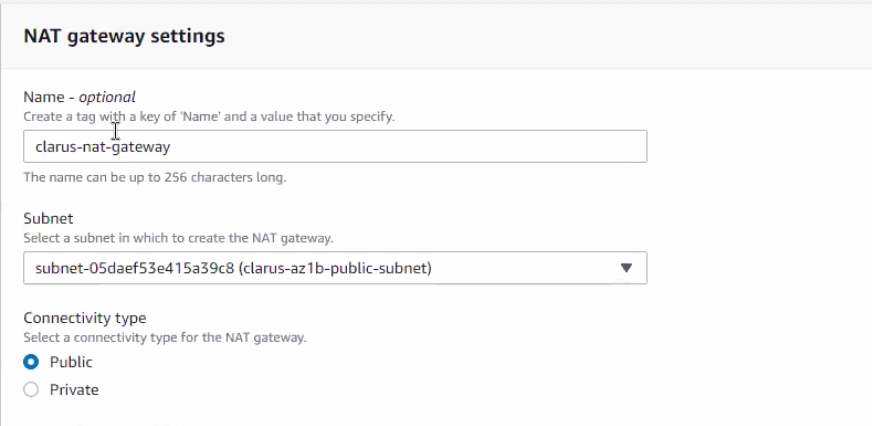 NAT gateway settings
Name - optional
Create a tag with a key of 'Name' and a value that you specify.
clarus-nat-gateway
The name can be up to 256 characters long.
Subnet
Select a subnet in which to create the NAT gateway.
subnet-05daef53e415a39c8 (clarus-az1b-public-subnet)
Connectivity type
Select a connectivity type for the NAT gateway.
Public
Private